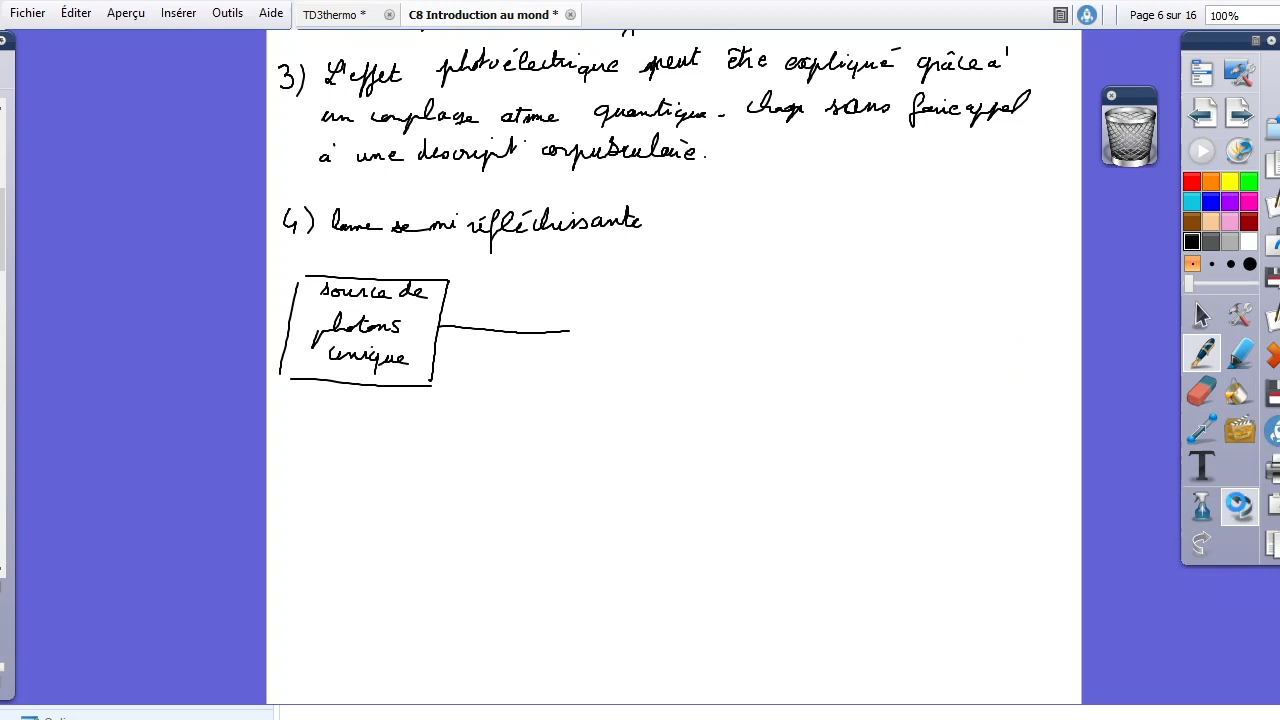 Fichier Éditer Aperçu Insérer Outils Aide
TD3thermo *
C8 Introduction au mond *
Page 6 sur 16
100%
3) L'effet photoélectrique peut être expliqué grâce à
un couplage atome quantique - champ sans faire appel
à une descript° corpusculaire.
4) lame semi réfléchissante
source de
photons
unique